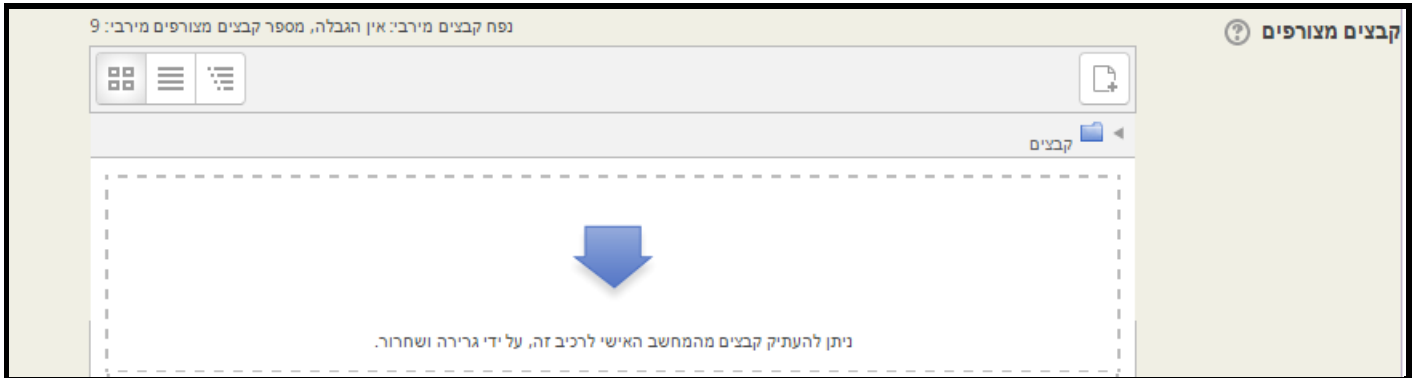 קבצים מצורפים
נפח קבצים מירבי: אין הגבלה, מספר קבצים מצורפים מירבי: 9
קבצים
ניתן להעתיק קבצים מהמחשב האישי לרכיב זה, על ידי גרירה ושחרור.